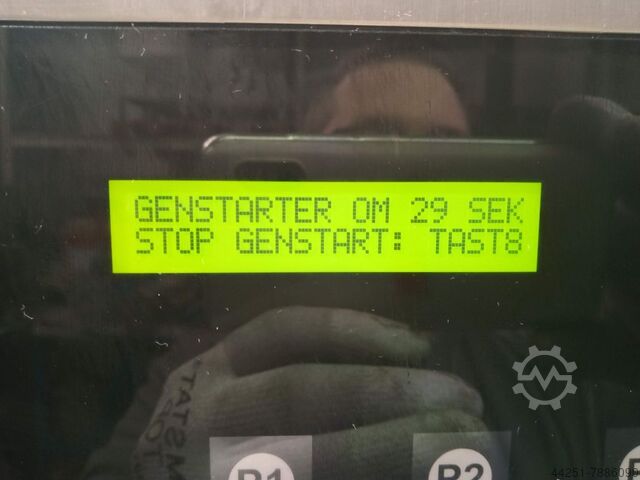 GENSTARTER OM 29 SEK
STOP GENSTART: TAST8
P1
P2
44251-7886099